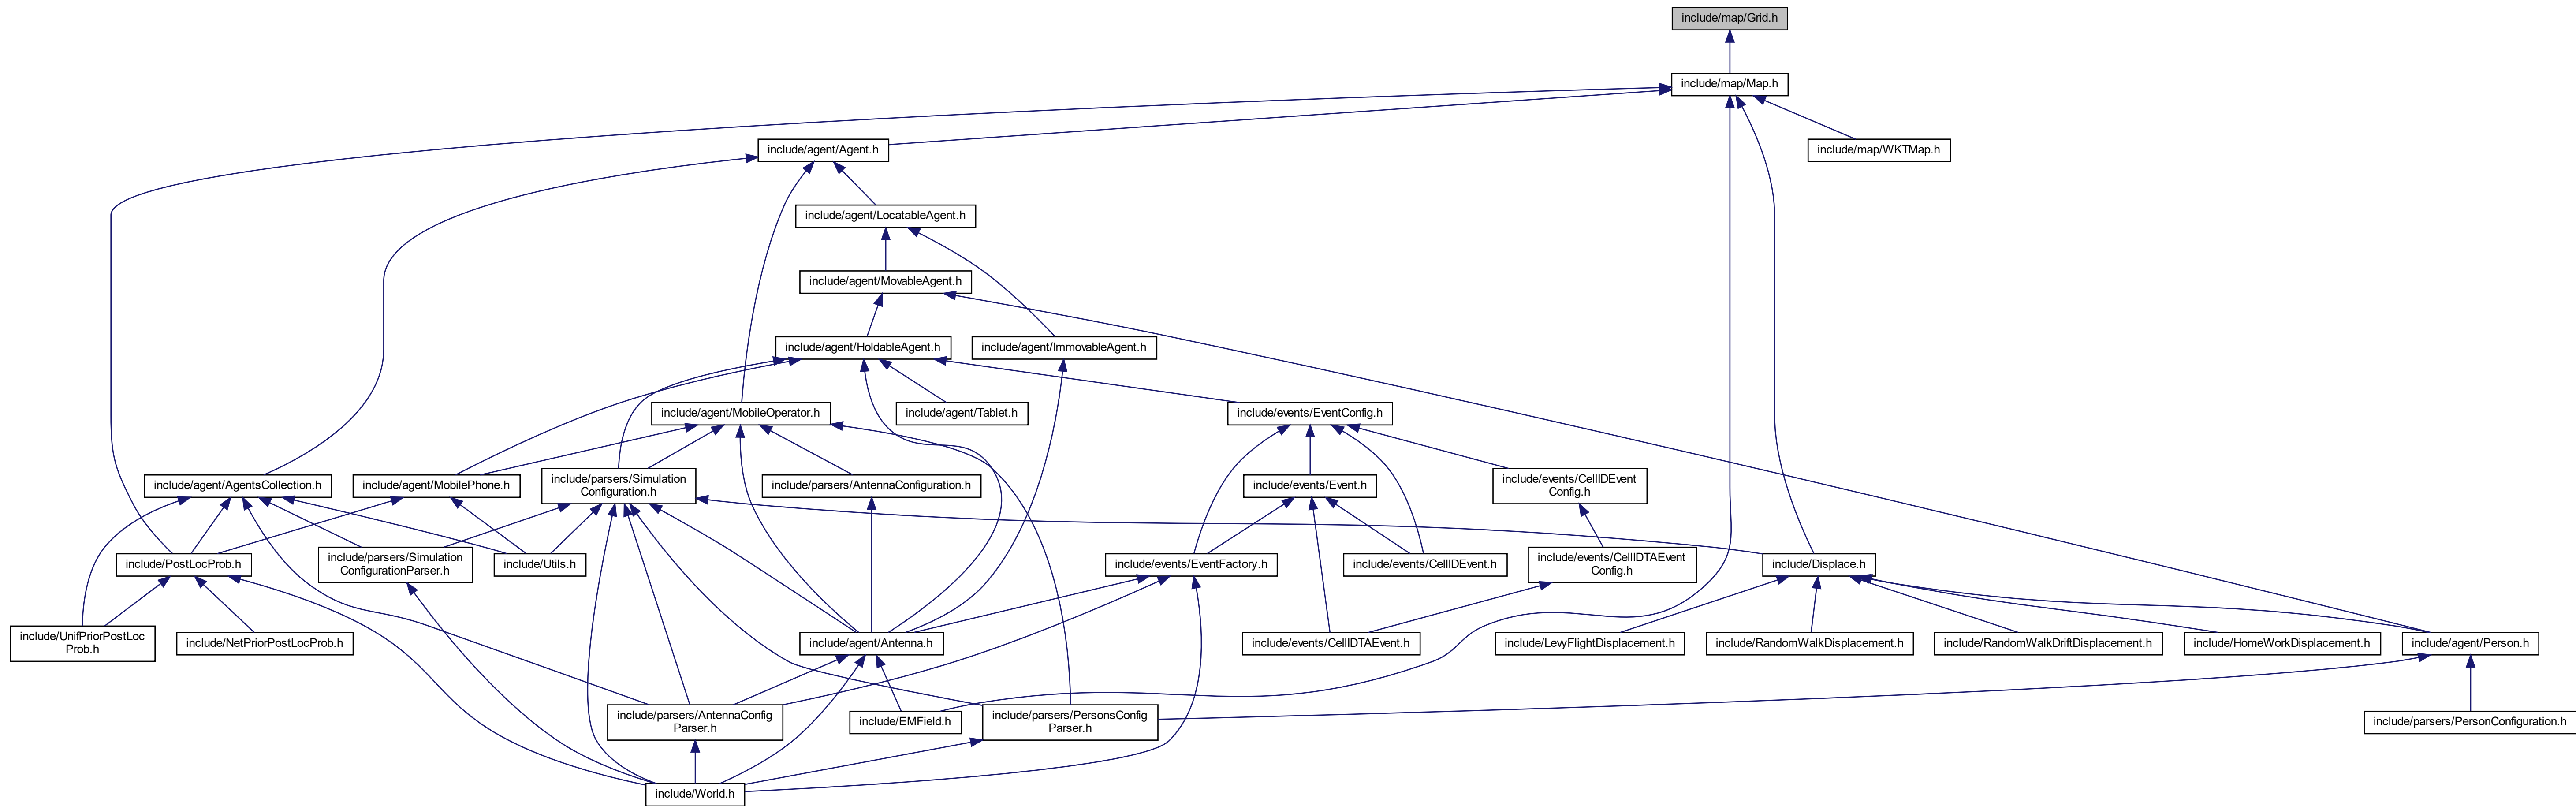 include/map/Grid.h
include/map/Map.h
include/agent/Agent.h
include/map/WKTMap.h
include/agent/LocatableAgent.h
include/agent/MovableAgent.h
include/agent/HoldableAgent.h
include/agent/ImmovableAgent.h
include/agent/MobileOperator.h
include/agent/Tablet.h
include/events/EventConfig.h
include/agent/AgentsCollection.h
include/agent/MobilePhone.h
include/parsers/Simulation
Configuration.h
include/parsers/AntennaConfiguration.h
include/events/Event.h
include/events/CellIDEvent
Config.h
include/PostLocProb.h
include/parsers/Simulation
ConfigurationParser.h
include/Utils.h
include/events/EventFactory.h
include/events/CellIDEvent.h
include/events/CellIDTAEvent
Config.h
include/Displace.h
include/UnifPriorPostLoc
Prob.h
include/NetPriorPostLocProb.h
include/agent/Antenna.h
include/events/CellIDTAEvent.h
include/LevyFlightDisplacement.h
include/RandomWalkDisplacement.h
include/RandomWalkDriftDisplacement.h
include/HomeWorkDisplacement.h
include/agent/Person.h
include/parsers/AntennaConfig
Parser.h
include/EMField.h
include/parsers/PersonsConfig
Parser.h
include/parsers/PersonConfiguration.h
include/World.h